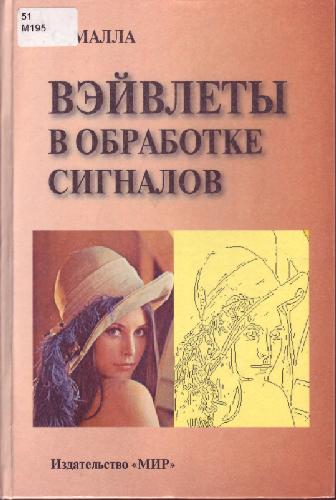 51
М195
МАЛЛА
ВЭЙВЛЕТЫ
В ОБРАБОТКЕ
СИГНАЛОВ
Издательство «МИР»